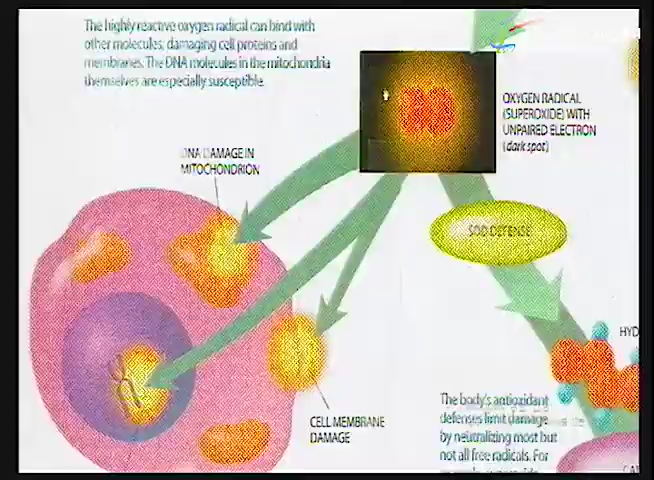 The highly reactive oxygen radical can bind with
other molecules, damaging cell proteins and
membranes. The DNA molecules in the mitochondria
themselves are especially susceptible.
OXYGEN RADICAL
(SUPEROXIDE) WITH
UNPAIRED ELECTRON
(dark spot)
DNA DAMAGE IN
MITOCHONDRION
SOD DEFENSE
HYD
CELL MEMBRANE
DAMAGE
The body's antioxidant
defenses limit damage
by neutralizing most but
not all free radicals. For